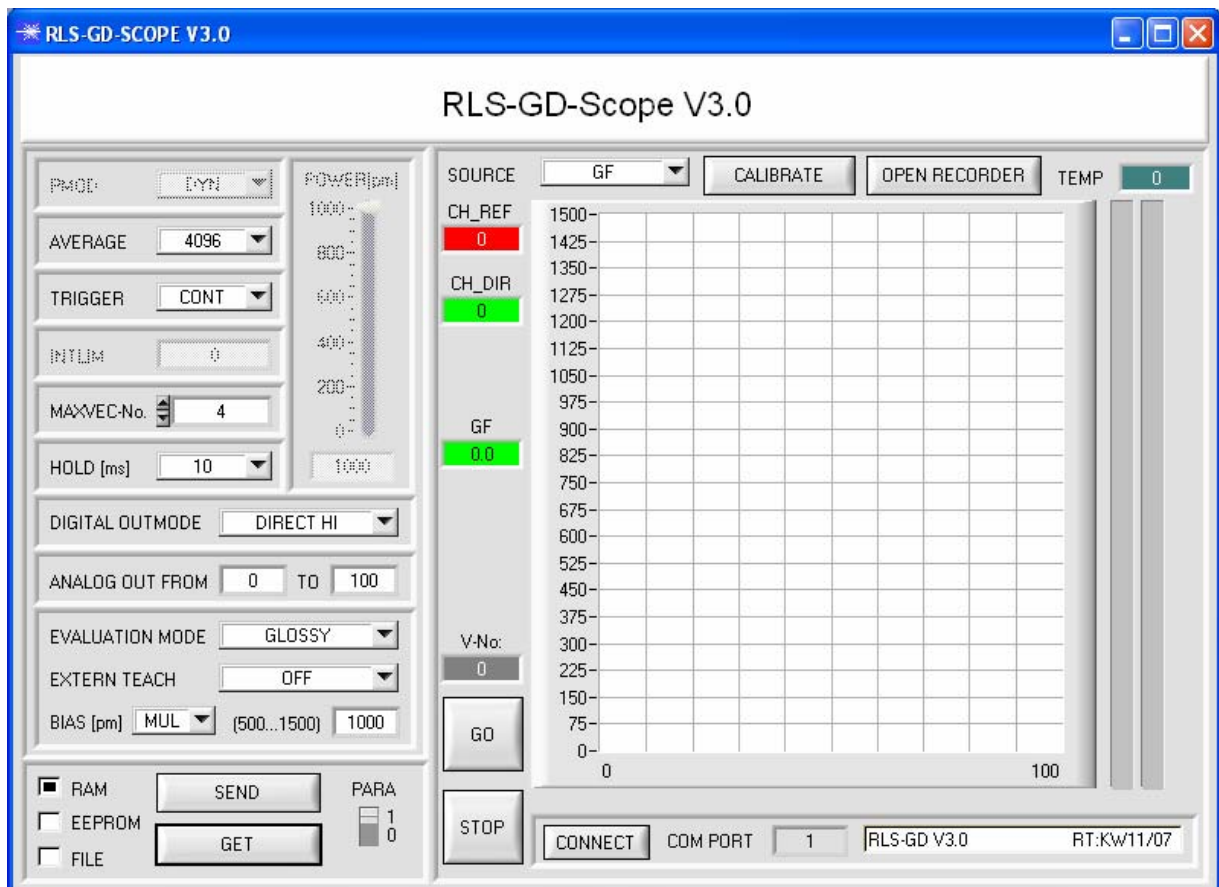 RLS-GD-SCOPE V3.0
RLS-GD-Scope V3.0
PMOD: DYN
AVERAGE 4096
TRIGGER CONT
INTLIM 0
MAXVEC-No. 4
HOLD [ms] 10
POWER[pm]
1000
800
600
400
200
0
1000
DIGITAL OUTMODE DIRECT HI
ANALOG OUT FROM 0 TO 100
EVALUATION MODE GLOSSY
EXTERN TEACH OFF
BIAS [pm] MUL (500...1500) 1000
RAM
EEPROM
FILE
SEND
GET
PARA
1
0
SOURCE GF CALIBRATE OPEN RECORDER TEMP 0
CH_REF
0
CH_DIR
0
GF
0.0
V-No:
0
GO
STOP
1500
1425
1350
1275
1200
1125
1050
975
900
825
750
675
600
525
450
375
300
225
150
75
0
0 100
CONNECT COM PORT 1 RLS-GD V3.0 RT:KW11/07